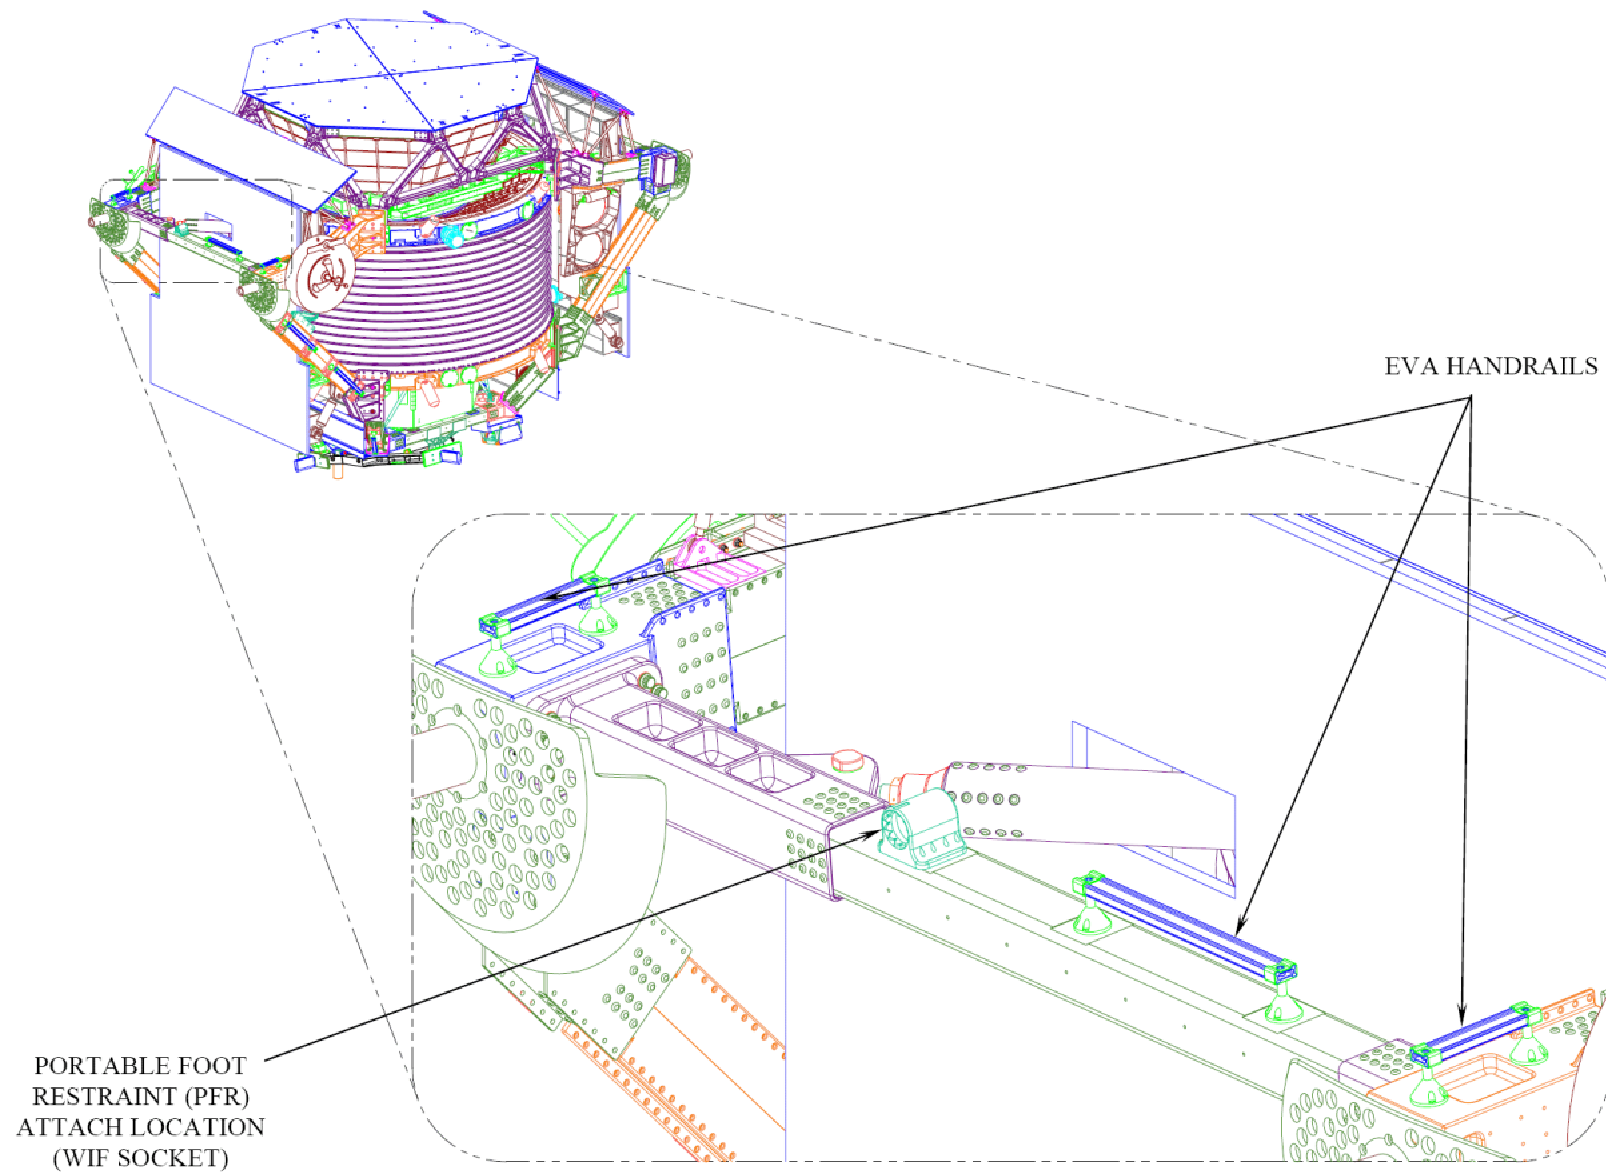 EVA HANDRAILS
PORTABLE FOOT
RESTRAINT (PFR)
ATTACH LOCATION
(WIF SOCKET)